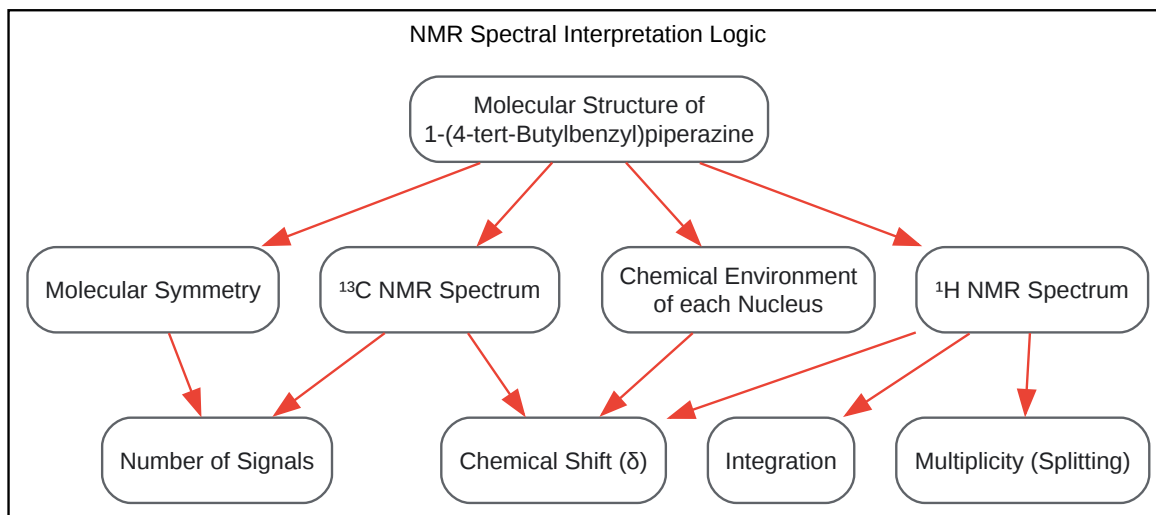 NMR Spectral Interpretation Logic
Molecular Structure of
1-(4-tert-Butylbenzyl)piperazine
Molecular Symmetry
¹³C NMR Spectrum
Chemical Environment
of each Nucleus
¹H NMR Spectrum
Number of Signals
Chemical Shift (δ)
Integration
Multiplicity (Splitting)